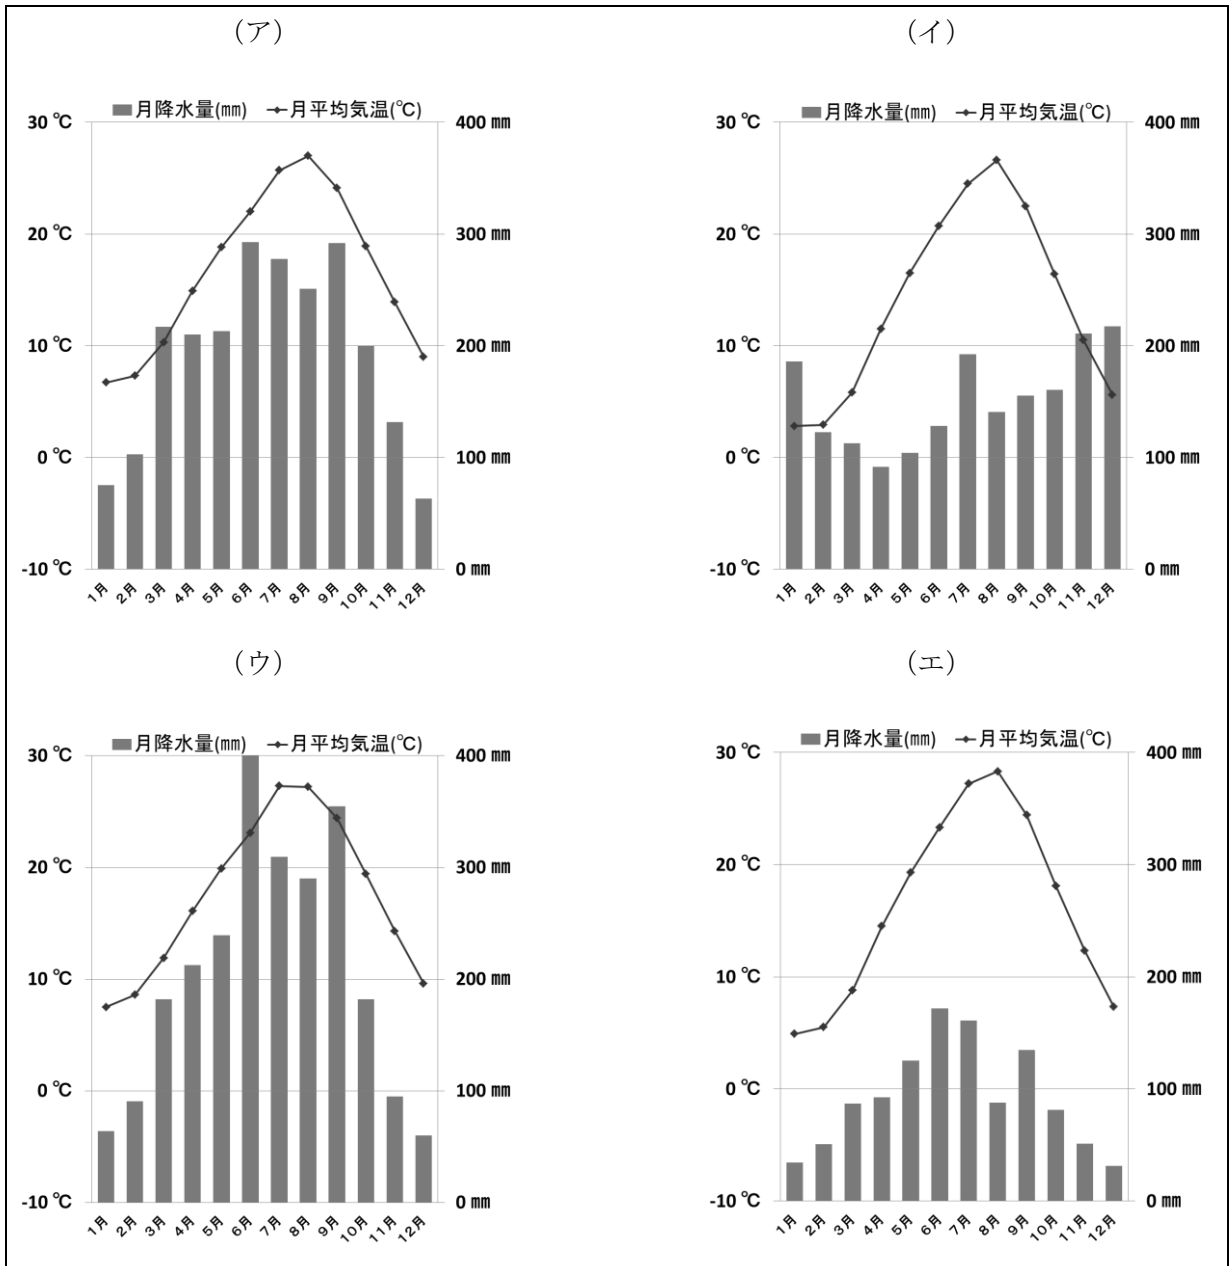 (ア)
■月降水量(㎜) ◆月平均気温(℃)
30 ℃ 400 ㎜
20 ℃ 300 ㎜
10 ℃ 200 ㎜
0 ℃ 100 ㎜
-10 ℃ 0 ㎜
1月 2月 3月 4月 5月 6月 7月 8月 9月 10月 11月 12月
(イ)
■月降水量(㎜) ◆月平均気温(℃)
30 ℃ 400 ㎜
20 ℃ 300 ㎜
10 ℃ 200 ㎜
0 ℃ 100 ㎜
-10 ℃ 0 ㎜
1月 2月 3月 4月 5月 6月 7月 8月 9月 10月 11月 12月
(ウ)
■月降水量(㎜) ◆月平均気温(℃)
30 ℃ 400 ㎜
20 ℃ 300 ㎜
10 ℃ 200 ㎜
0 ℃ 100 ㎜
-10 ℃ 0 ㎜
1月 2月 3月 4月 5月 6月 7月 8月 9月 10月 11月 12月
(エ)
■月降水量(㎜) ◆月平均気温(℃)
30 ℃ 400 ㎜
20 ℃ 300 ㎜
10 ℃ 200 ㎜
0 ℃ 100 ㎜
-10 ℃ 0 ㎜
1月 2月 3月 4月 5月 6月 7月 8月 9月 10月 11月 12月